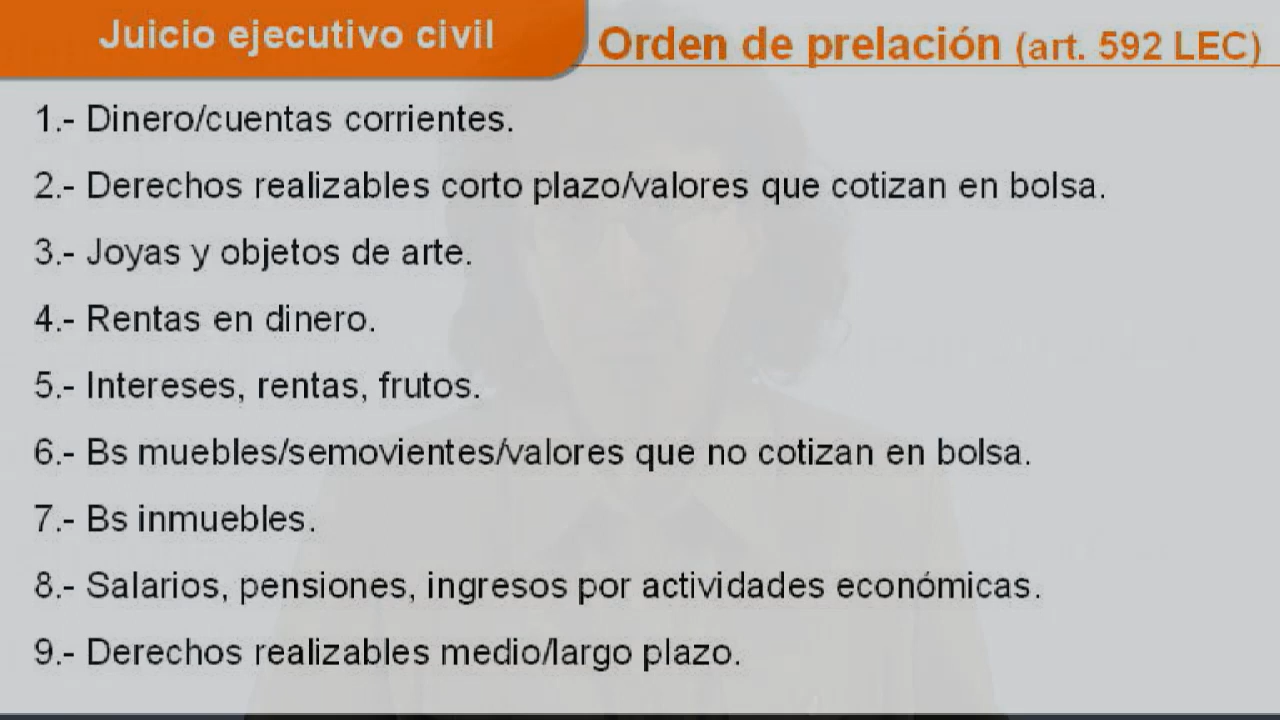 Juicio ejecutivo civil
Orden de prelación (art. 592 LEC)
1.- Dinero/cuentas corrientes.
2.- Derechos realizables corto plazo/valores que cotizan en bolsa.
3.- Joyas y objetos de arte.
4.- Rentas en dinero.
5.- Intereses, rentas, frutos.
6.- Bs muebles/semovientes/valores que no cotizan en bolsa.
7.- Bs inmuebles.
8.- Salarios, pensiones, ingresos por actividades económicas.
9.- Derechos realizables medio/largo plazo.